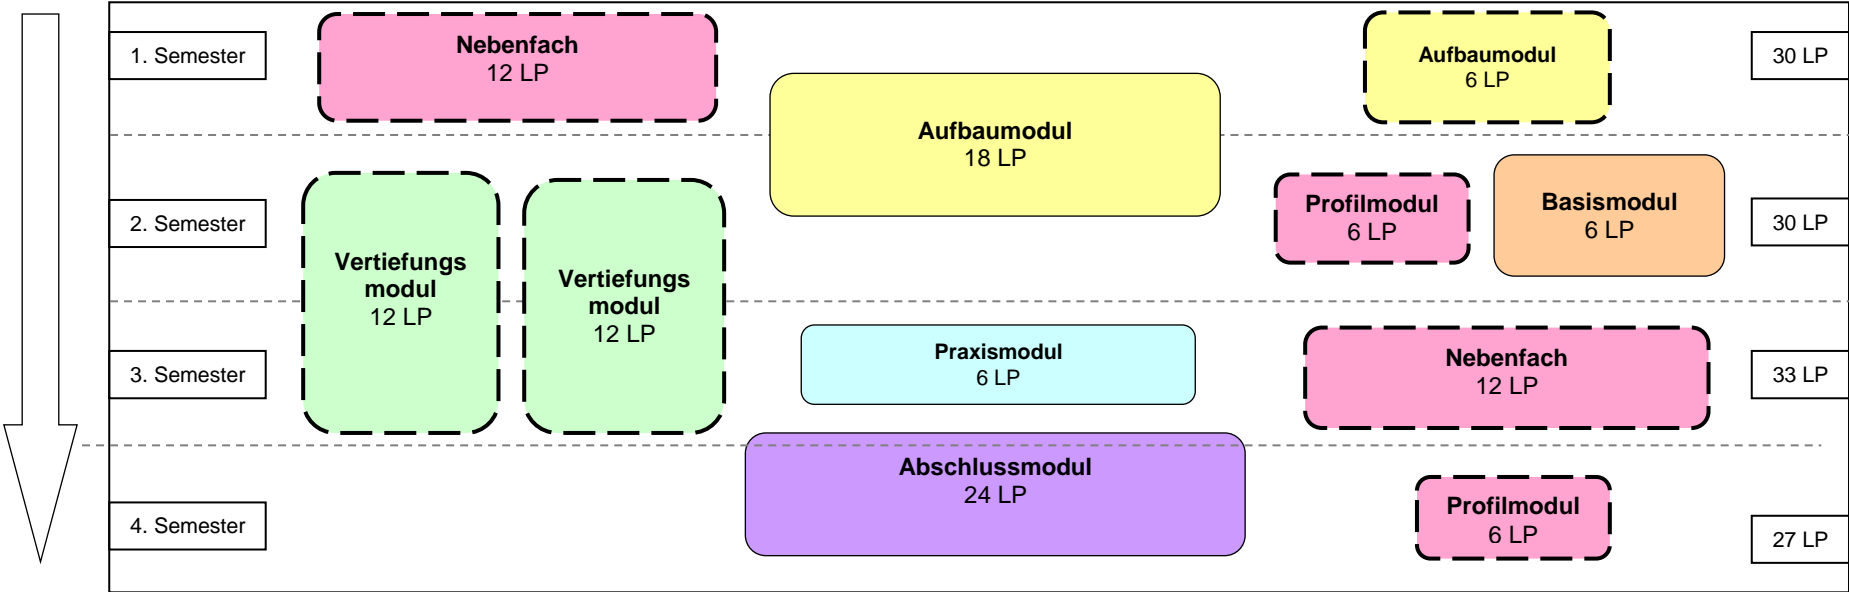 1. Semester
Nebenfach
12 LP
Aufbaumodul
6 LP
30 LP
Aufbaumodul
18 LP
2. Semester
Vertiefungs
modul
12 LP
Vertiefungs
modul
12 LP
Profilmodul
6 LP
Basismodul
6 LP
30 LP
3. Semester
Praxismodul
6 LP
Nebenfach
12 LP
33 LP
4. Semester
Abschlussmodul
24 LP
Profilmodul
6 LP
27 LP